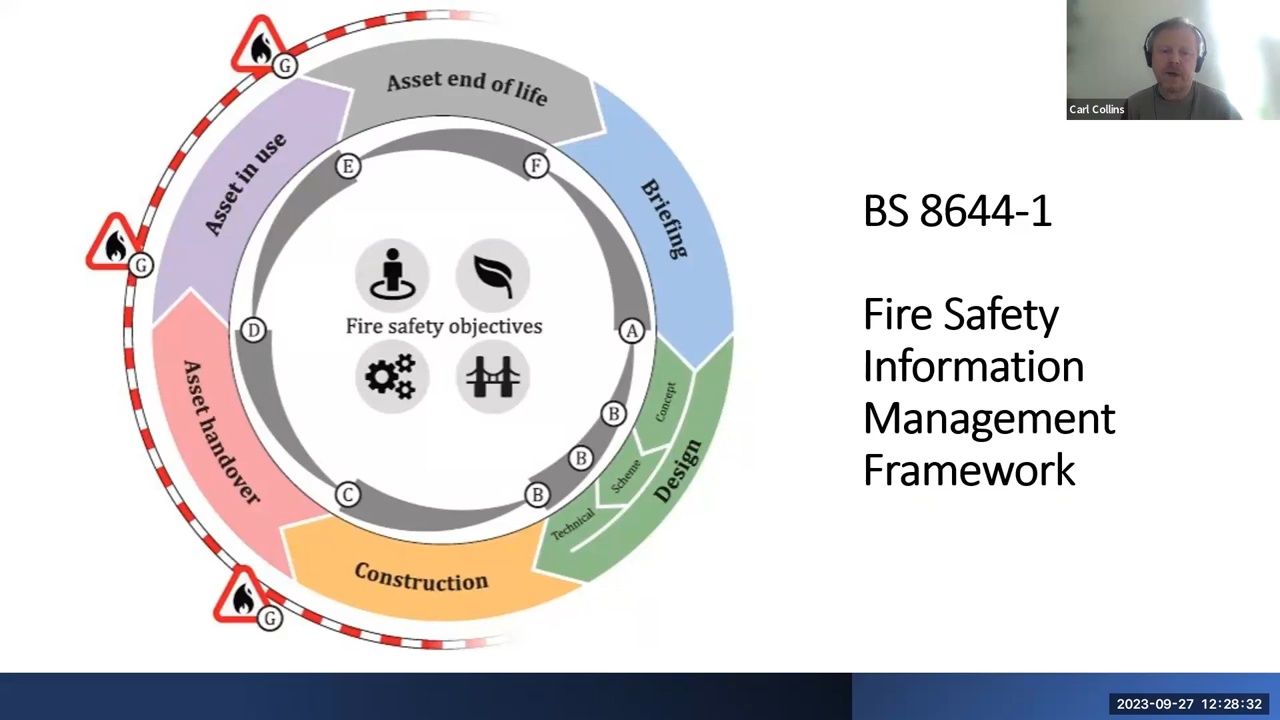 Carl Collins
BS 8644-1
Fire Safety
Information
Management
Framework
Asset end of life
Briefing
Design
Concept
Scheme
Technical
Construction
Asset handover
Asset in use
Fire safety objectives
A
B
B
B
C
D
E
F
G
G
G
2023-09-27 12:28:32